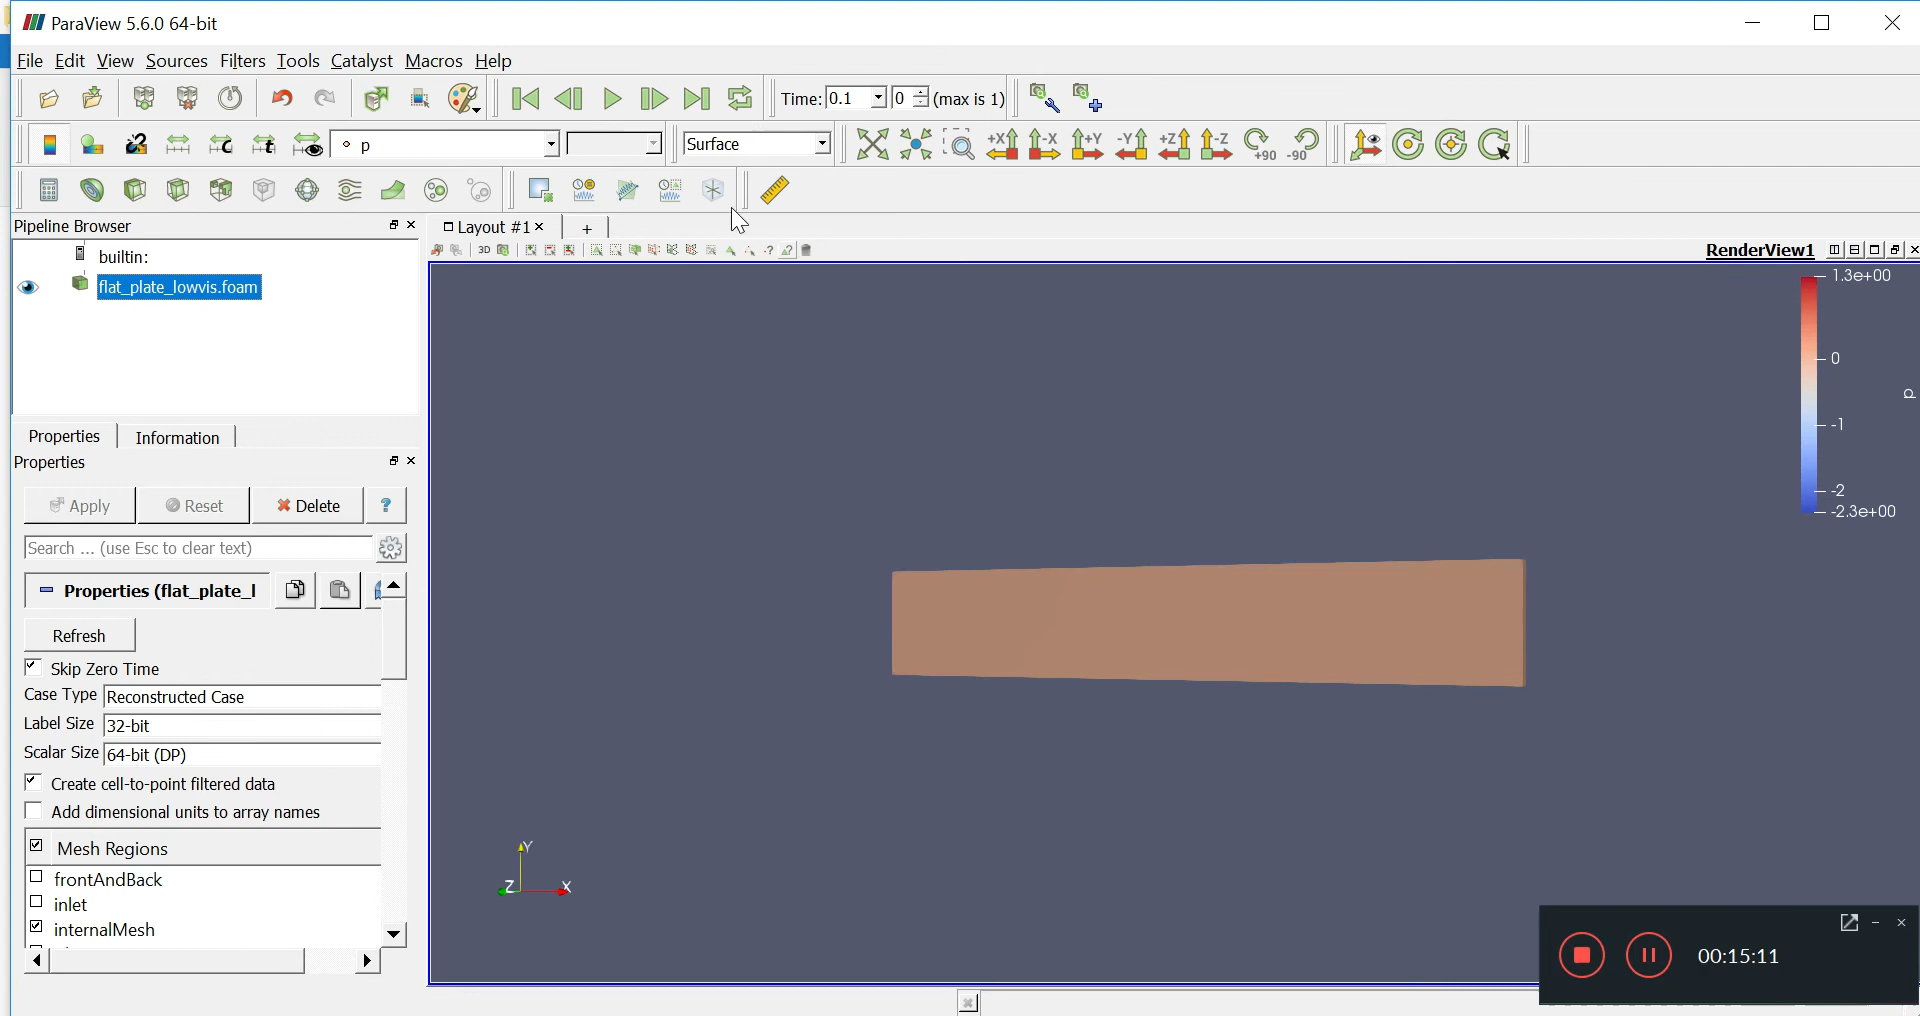 ParaView 5.6.0 64-bit
File Edit View Sources Filters Tools Catalyst Macros Help
Time: 0.1 0 (max is 1)
p Surface +X -X +Y -Y +Z -Z +90 -90
Pipeline Browser
Layout #1 +
3D RenderView1
builtin:
flat_plate_lowvis.foam
1.3e+00
0
p
-1
-2
-2.3e+00
Properties Information
Properties
Apply Reset Delete ?
Search ... (use Esc to clear text)
Properties (flat_plate_l
Refresh
Skip Zero Time
Case Type Reconstructed Case
Label Size 32-bit
Scalar Size 64-bit (DP)
Create cell-to-point filtered data
Add dimensional units to array names
Mesh Regions
frontAndBack
inlet
internalMesh
Y
Z X
00:15:11